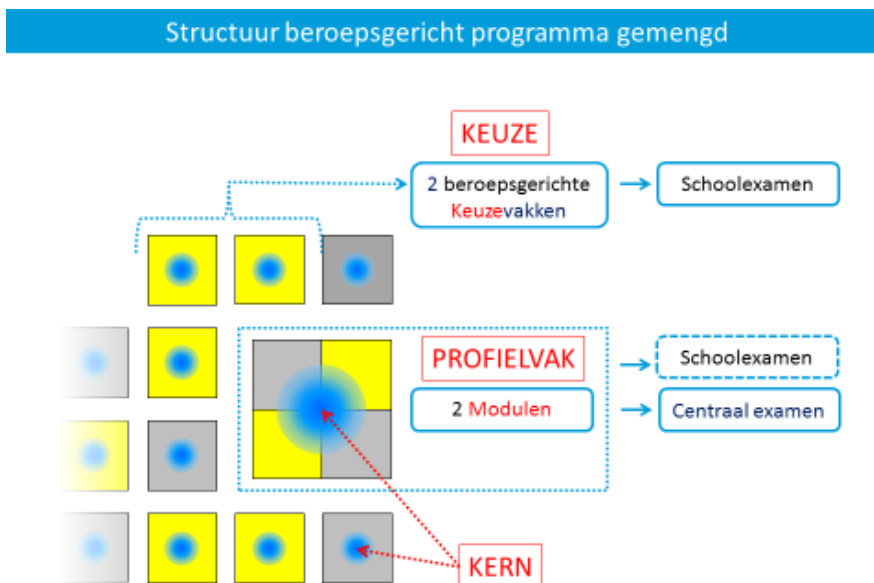 Structuur beroepsgericht programma gemengd
KEUZE
2 beroepsgerichte
Keuzevakken
Schoolexamen
PROFIELVAK
2 Modulen
Schoolexamen
Centraal examen
KERN